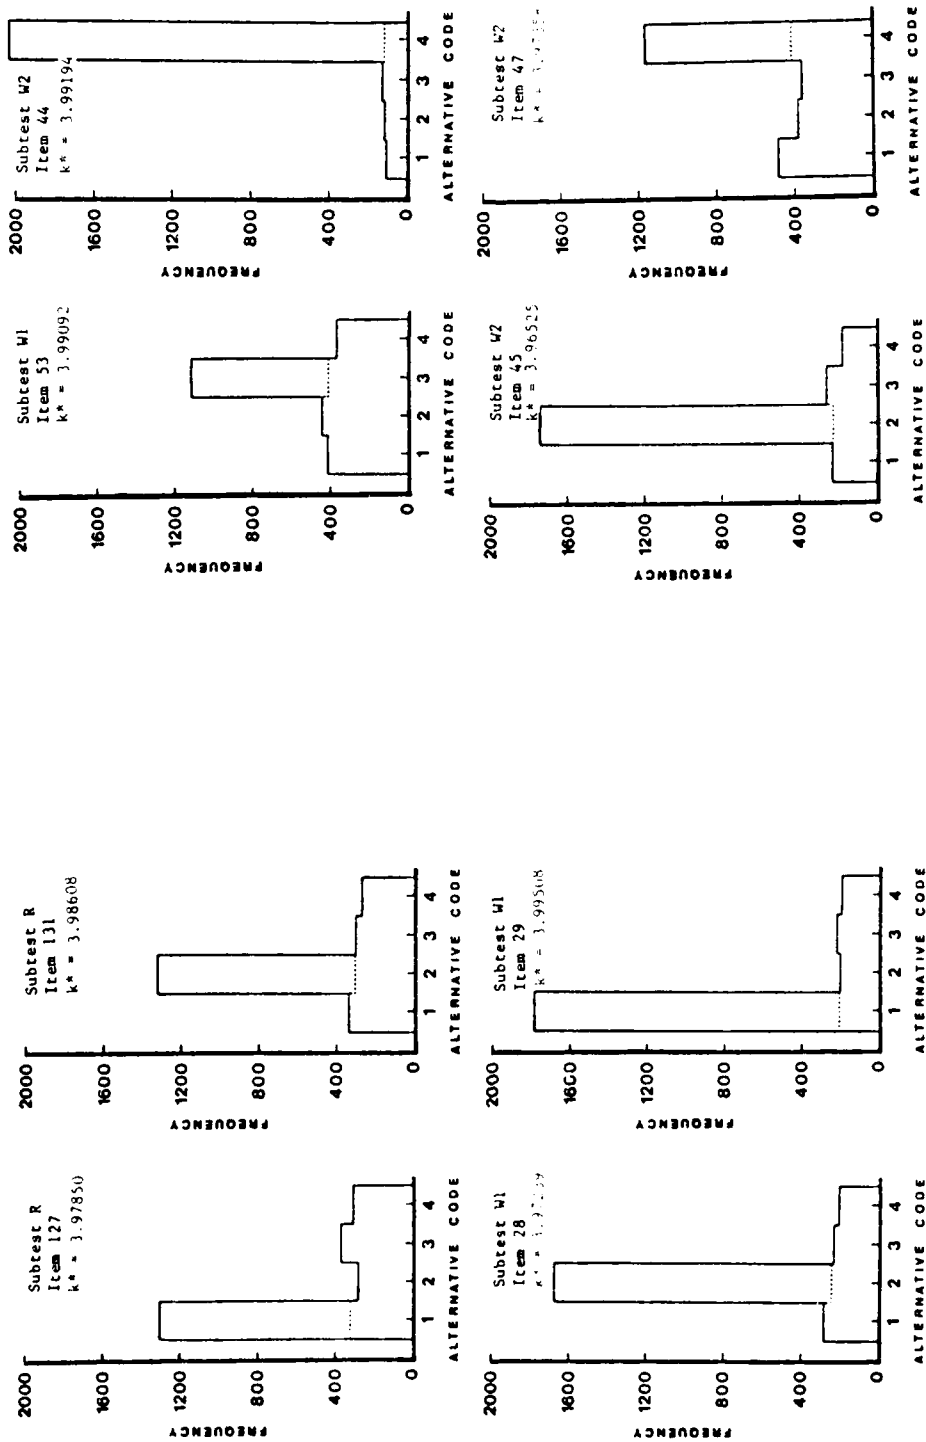 Subtest R
Item 127
k* = 3.97850
2000
1600
1200
800
400
0
FREQUENCY
1 2 3 4
ALTERNATIVE CODE
Subtest R
Item 131
k* = 3.98608
2000
1600
1200
800
400
0
FREQUENCY
1 2 3 4
ALTERNATIVE CODE
Subtest W1
Item 53
k* = 3.99092
2000
1600
1200
800
400
0
FREQUENCY
1 2 3 4
ALTERNATIVE CODE
Subtest W2
Item 44
k* = 3.99194
2000
1600
1200
800
400
0
FREQUENCY
1 2 3 4
ALTERNATIVE CODE
Subtest W1
Item 28
k* =
2000
1600
1200
800
400
0
FREQUENCY
1 2 3 4
ALTERNATIVE CODE
Subtest W1
Item 29
k* =
2000
1600
1200
800
400
0
FREQUENCY
1 2 3 4
ALTERNATIVE CODE
Subtest W2
Item 45
k* = 3.96525
2000
1600
1200
800
400
0
FREQUENCY
1 2 3 4
ALTERNATIVE CODE
Subtest W2
Item 47
k* =
2000
1600
1200
800
400
0
FREQUENCY
1 2 3 4
ALTERNATIVE CODE